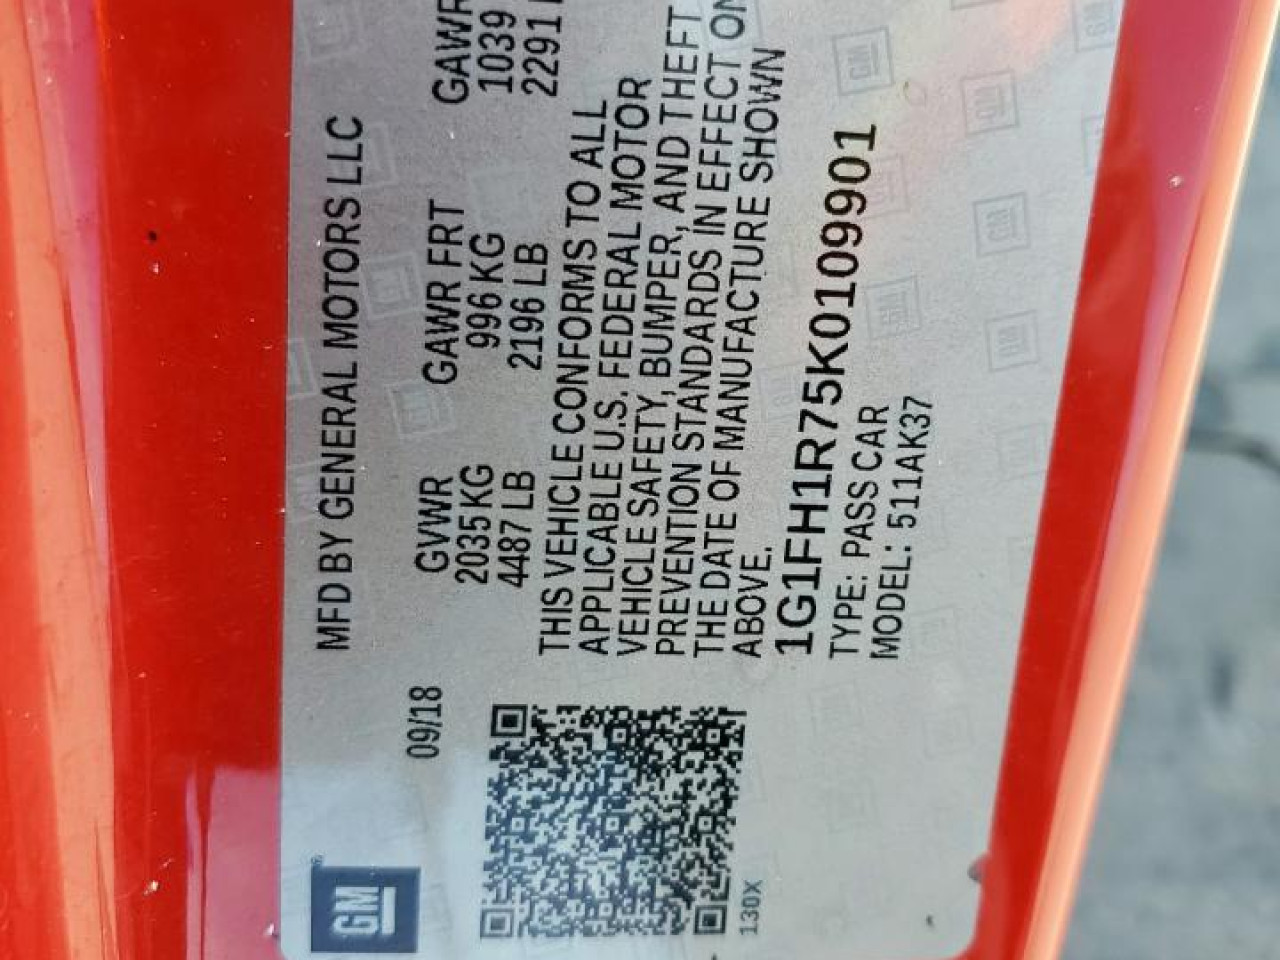 GM
MFD BY GENERAL MOTORS LLC
09/18
GVWR GAWR FRT GAWR
2035 KG 996 KG 1039
4487 LB 2196 LB 2291
THIS VEHICLE CONFORMS TO ALL
APPLICABLE U.S. FEDERAL MOTOR
VEHICLE SAFETY, BUMPER, AND THEFT
PREVENTION STANDARDS IN EFFECT ON
THE DATE OF MANUFACTURE SHOWN
ABOVE.
1G1FH1R75K0109901
TYPE: PASS CAR
MODEL: 511AK37
130X